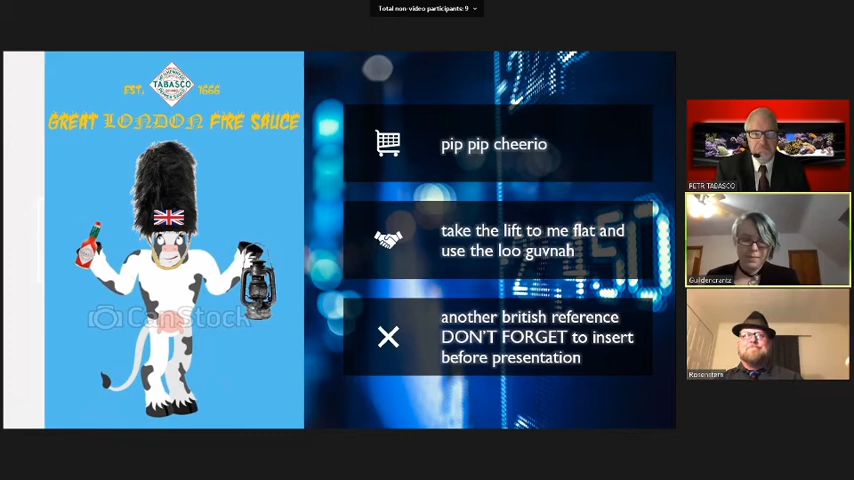 Total non-video participants: 9
EST. TABASCO 1666
GREAT LONDON FIRE SAUCE
CanStock
pip pip cheerio
take the lift to me flat and
use the loo guvnah
another british reference
DON'T FORGET to insert
before presentation
PETR TABASCO
Guildencrantz
Rosenstern